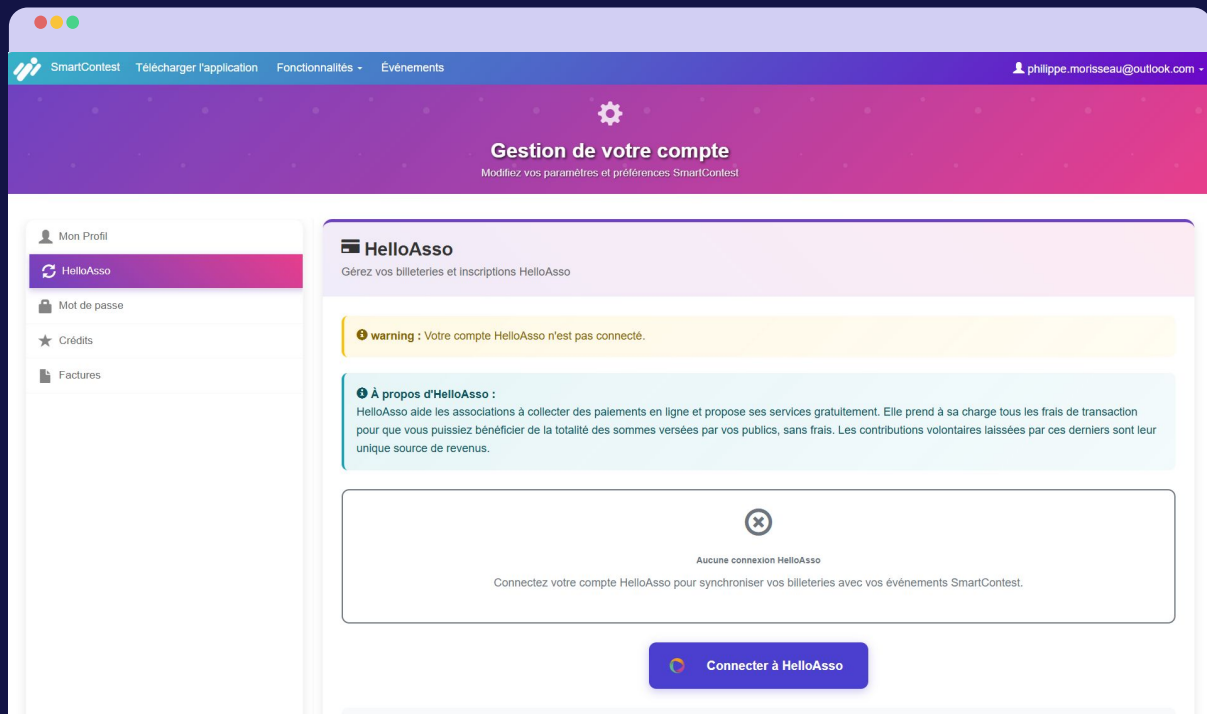 SmartContest Télécharger l'application Fonctionnalités Événements philippe.morisseau@outlook.com
Gestion de votre compte
Modifiez vos paramètres et préférences SmartContest
Mon Profil
HelloAsso
Mot de passe
Crédits
Factures
HelloAsso
Gérez vos billeteries et inscriptions HelloAsso
warning : Votre compte HelloAsso n'est pas connecté.
À propos d'HelloAsso :
HelloAsso aide les associations à collecter des paiements en ligne et propose ses services gratuitement. Elle prend à sa charge tous les frais de transaction
pour que vous puissiez bénéficier de la totalité des sommes versées par vos publics, sans frais. Les contributions volontaires laissées par ces derniers sont leur
unique source de revenus.
Aucune connexion HelloAsso
Connectez votre compte HelloAsso pour synchroniser vos billeteries avec vos événements SmartContest.
Connecter à HelloAsso